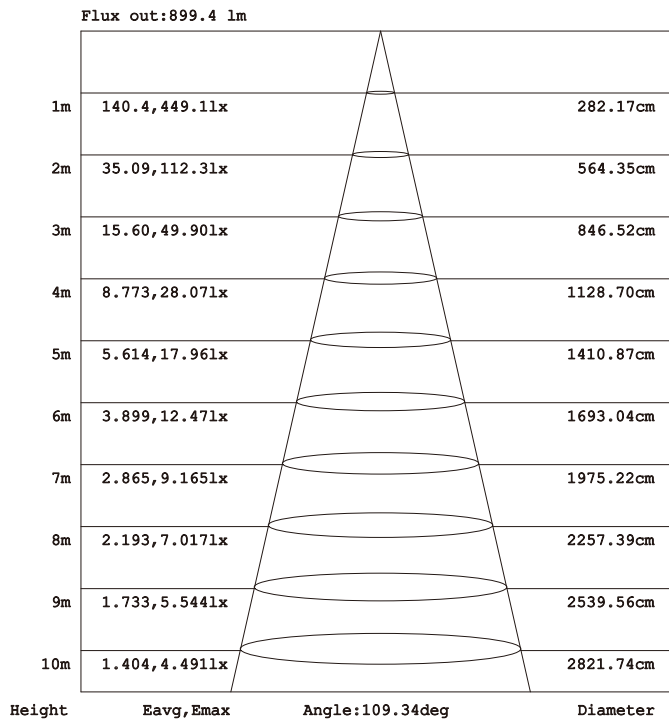 Flux out:899.4 lm
1m 140.4,449.1lx 282.17cm
2m 35.09,112.3lx 564.35cm
3m 15.60,49.90lx 846.52cm
4m 8.773,28.07lx 1128.70cm
5m 5.614,17.96lx 1410.87cm
6m 3.899,12.47lx 1693.04cm
7m 2.865,9.165lx 1975.22cm
8m 2.193,7.017lx 2257.39cm
9m 1.733,5.544lx 2539.56cm
10m 1.404,4.491lx 2821.74cm
Height Eavg,Emax Angle:109.34deg Diameter